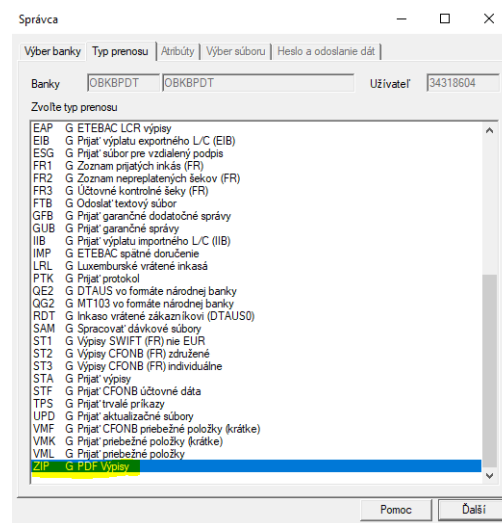 Správca
Výber banky Typ prenosu Atribúty Výber súboru Heslo a odoslanie dát
Banky OBKBPDT OBKBPDT Užívateľ 34318604
Zvoľte typ prenosu
EAP G ETEBAC LCR výpisy
EIB G Prijať výplatu exportného L/C (EIB)
ESG G Prijať súbor pre vzdialený podpis
FR1 G Zoznam prijatých inkás (FR)
FR2 G Zoznam nepreplatených šekov (FR)
FR3 G Účtovné kontrolné šeky (FR)
FTB G Odoslať textový súbor
GFB G Prijať garančné dodatočné správy
GUB G Prijať garančné správy
IIB G Prijať výplatu importného L/C (IIB)
IMP G ETEBAC spätné doručenie
LRL G Luxemburské vrátené inkasá
PTK G Prijať protokol
QE2 G DTAUS vo formáte národnej banky
QG2 G MT103 vo formáte národnej banky
RDT G Inkaso vrátené zákazníkovi (DTAUS0)
SAM G Spracovať dávkové súbory
ST1 G Výpisy SWIFT (FR) nie EUR
ST2 G Výpisy CFONB (FR) združené
ST3 G Výpisy CFONB (FR) individuálne
STA G Prijať výpisy
STF G Prijať CFONB účtovné dáta
TPS G Prijať trvalé príkazy
UPD G Prijať aktualizačné súbory
VMF G Prijať CFONB priebežné položky (krátke)
VMK G Prijať priebežné položky (krátke)
VML G Prijať priebežné položky
ZIP G PDF Výpisy
Pomoc Ďalší